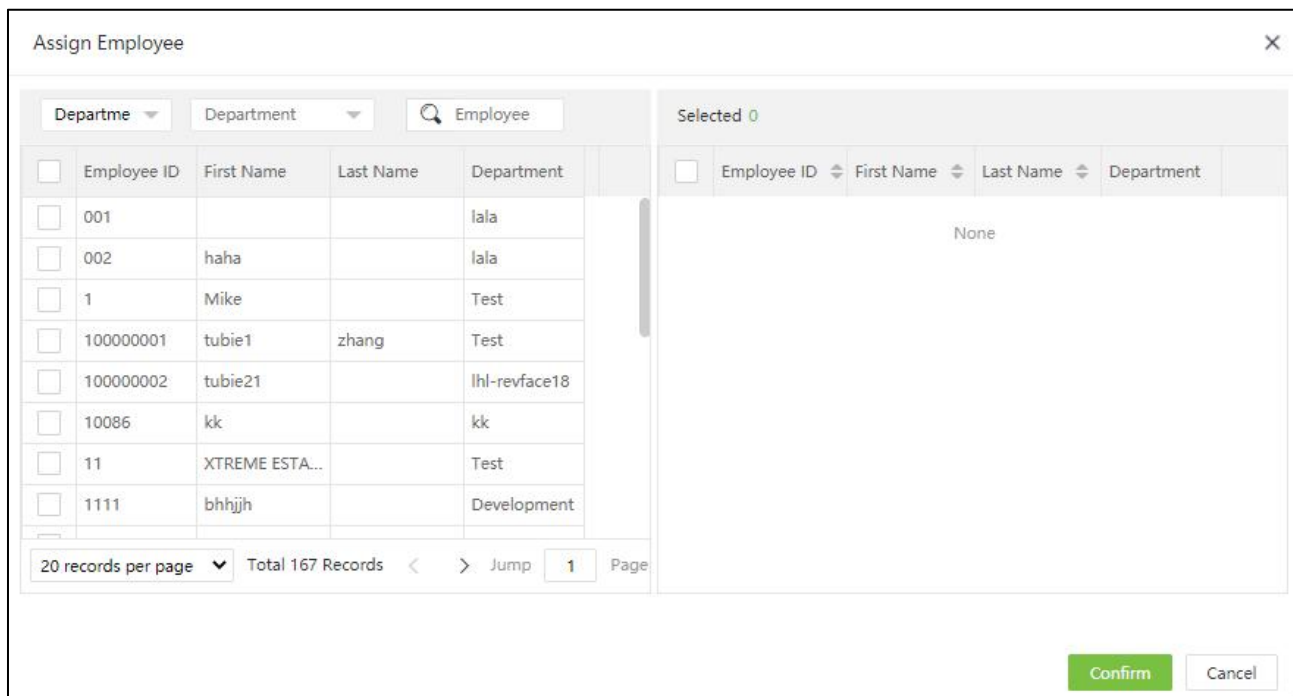 Assign Employee
Departme Department Employee
Selected 0
Employee ID First Name Last Name Department
Employee ID First Name Last Name Department
None
001 lala
002 haha lala
1 Mike Test
100000001 tubie1 zhang Test
100000002 tubie21 lhl-revface18
10086 kk kk
11 XTREME ESTA... Test
1111 bhhjjh Development
20 records per page Total 167 Records < > Jump 1 Page
Confirm Cancel